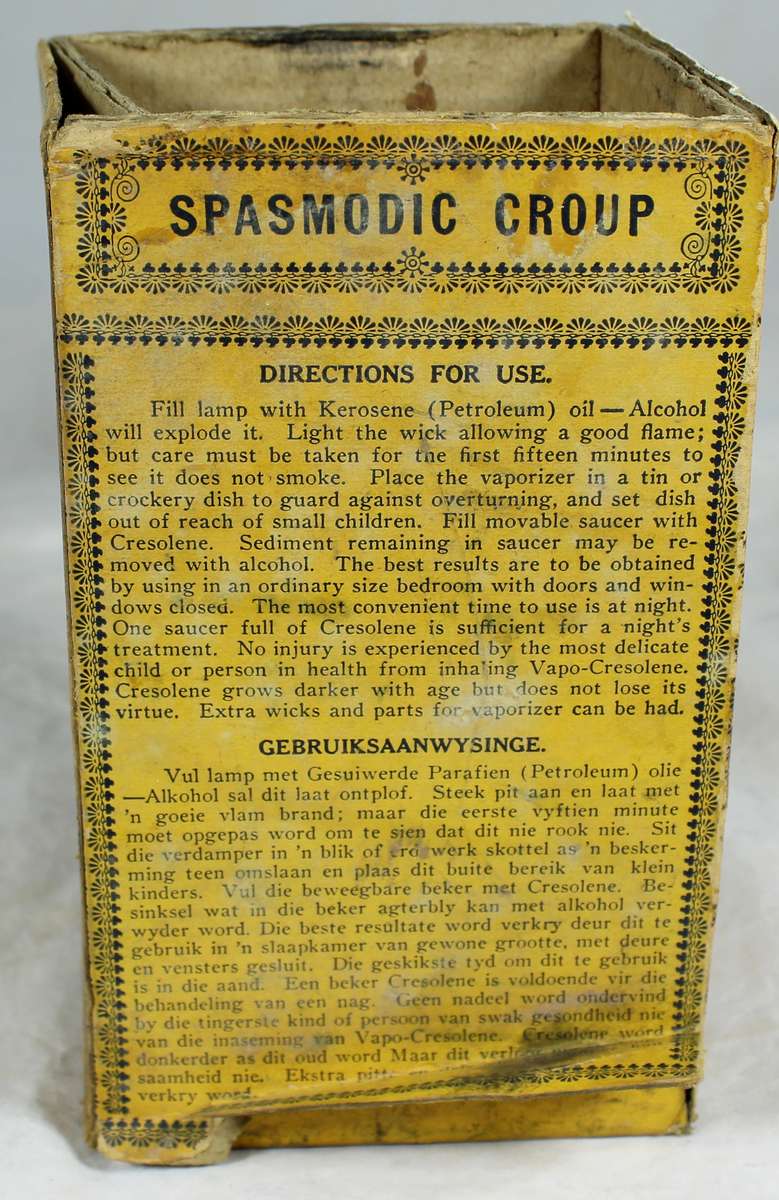 SPASMODIC CROUP
DIRECTIONS FOR USE.
Fill lamp with Kerosene (Petroleum) oil — Alcohol
will explode it. Light the wick allowing a good flame;
but care must be taken for the first fifteen minutes to
see it does not smoke. Place the vaporizer in a tin or
crockery dish to guard against overturning, and set dish
out of reach of small children. Fill movable saucer with
Cresolene. Sediment remaining in saucer may be re-
moved with alcohol. The best results are to be obtained
by using in an ordinary size bedroom with doors and win-
dows closed. The most convenient time to use is at night.
One saucer full of Cresolene is sufficient for a night's
treatment. No injury is experienced by the most delicate
child or person in health from inhaling Vapo-Cresolene.
Cresolene grows darker with age but does not lose its
virtue. Extra wicks and parts for vaporizer can be had.
GEBRUIKSAANWYSINGE.
Vul lamp met Gesuiwerde Parafien (Petroleum) olie
—Alkohol sal dit laat ontplof. Steek pit aan en laat met
'n goeie vlam brand; maar die eerste vyftien minute
moet opgepas word om te sien dat dit nie rook nie. Sit
die verdamper in 'n blik of erdewerk skottel as 'n besker-
ming teen omslaan en plaas dit buite bereik van klein
kinders. Vul die beweegbare beker met Cresolene. Be-
sinksel wat in die beker agterbly kan met alkohol ver-
wyder word. Die beste resultate word verkry deur dit te
gebruik in 'n slaapkamer van gewone grootte, met deure
en vensters gesluit. Die geskikste tyd om dit te gebruik
is in die aand. Een beker Cresolene is voldoende vir die
behandeling van een nag. Geen nadeel word ondervind
by die tingerste kind of persoon van swak gesondheid nie
van die inaseming van Vapo-Cresolene. Cresolene word
donkerder as dit oud word Maar dit
saamheid nie. Ekstra
verkry word.